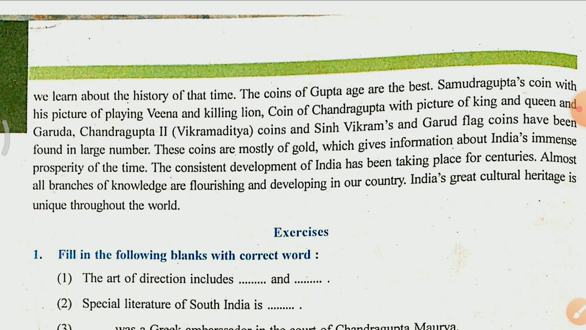 we learn about the history of that time. The coins of Gupta age are the best. Samudragupta's coin with
his picture of playing Veena and killing lion, Coin of Chandragupta with picture of king and queen and
Garuda, Chandragupta II (Vikramaditya) coins and Sinh Vikram's and Garud flag coins have been
found in large number. These coins are mostly of gold, which gives information about India's immense
prosperity of the time. The consistent development of India has been taking place for centuries. Almost
all branches of knowledge are flourishing and developing in our country. India's great cultural heritage is
unique throughout the world.
Exercises
1. Fill in the following blanks with correct word :
(1) The art of direction includes ......... and ......... .
(2) Special literature of South India is ......... .
(3) was a Greek embassador in the court of Chandragupta Maurya.